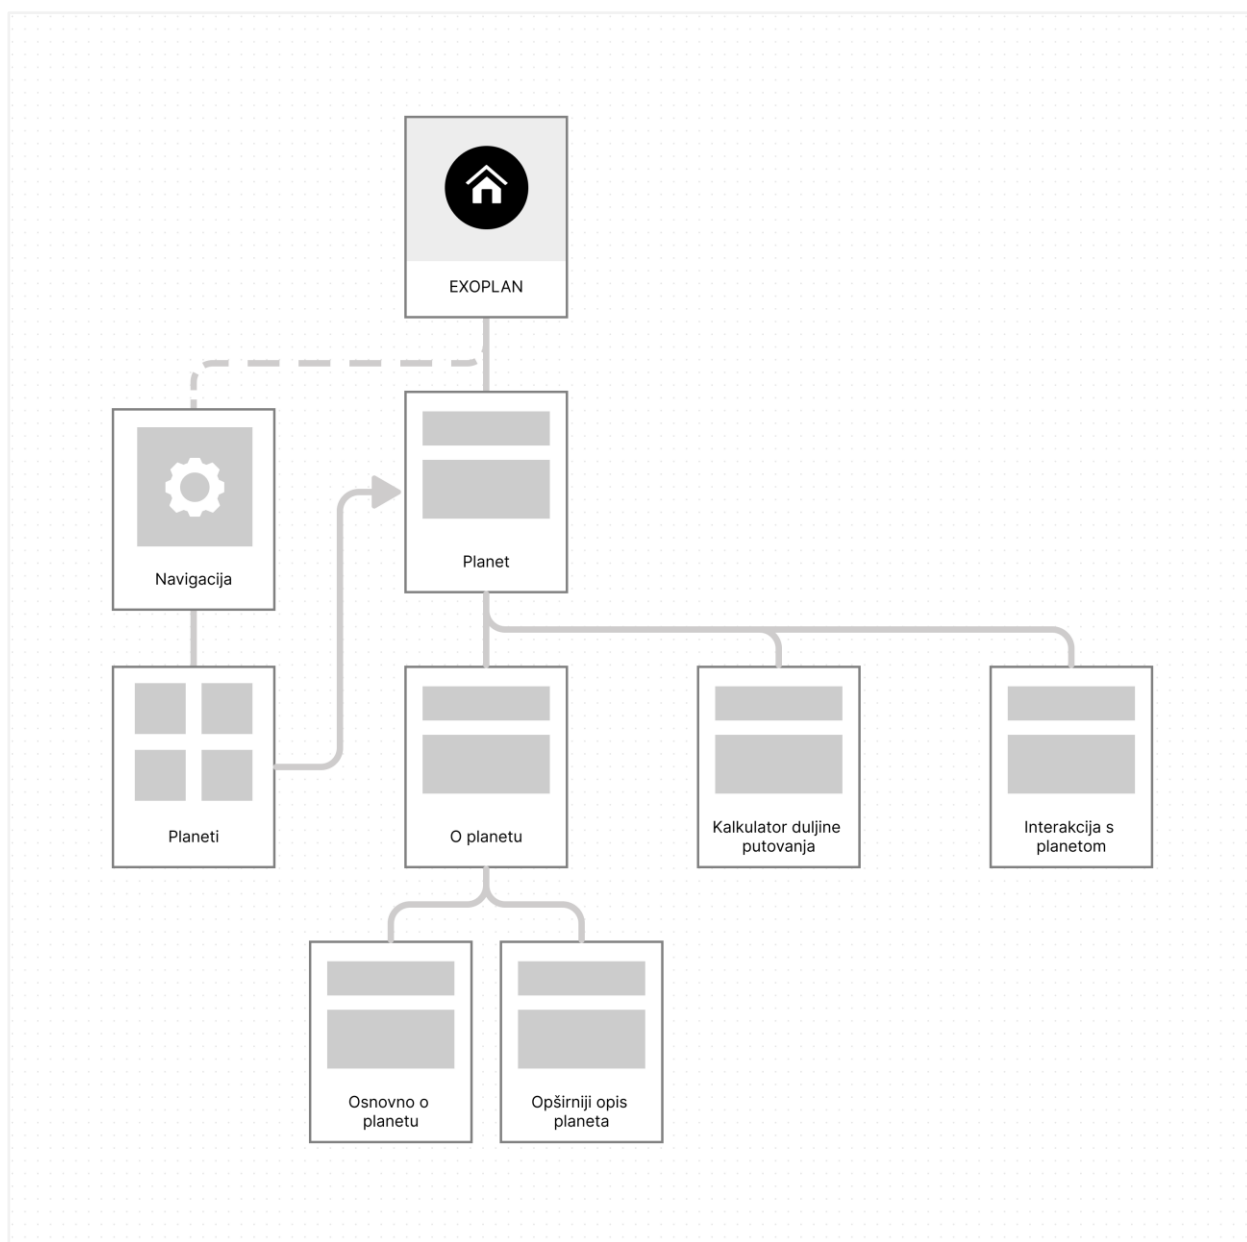 EXOPLAN
Navigacija
Planet
Planeti
O planetu
Kalkulator duljine
putovanja
Interakcija s
planetom
Osnovno o
planetu
Opširniji opis
planeta